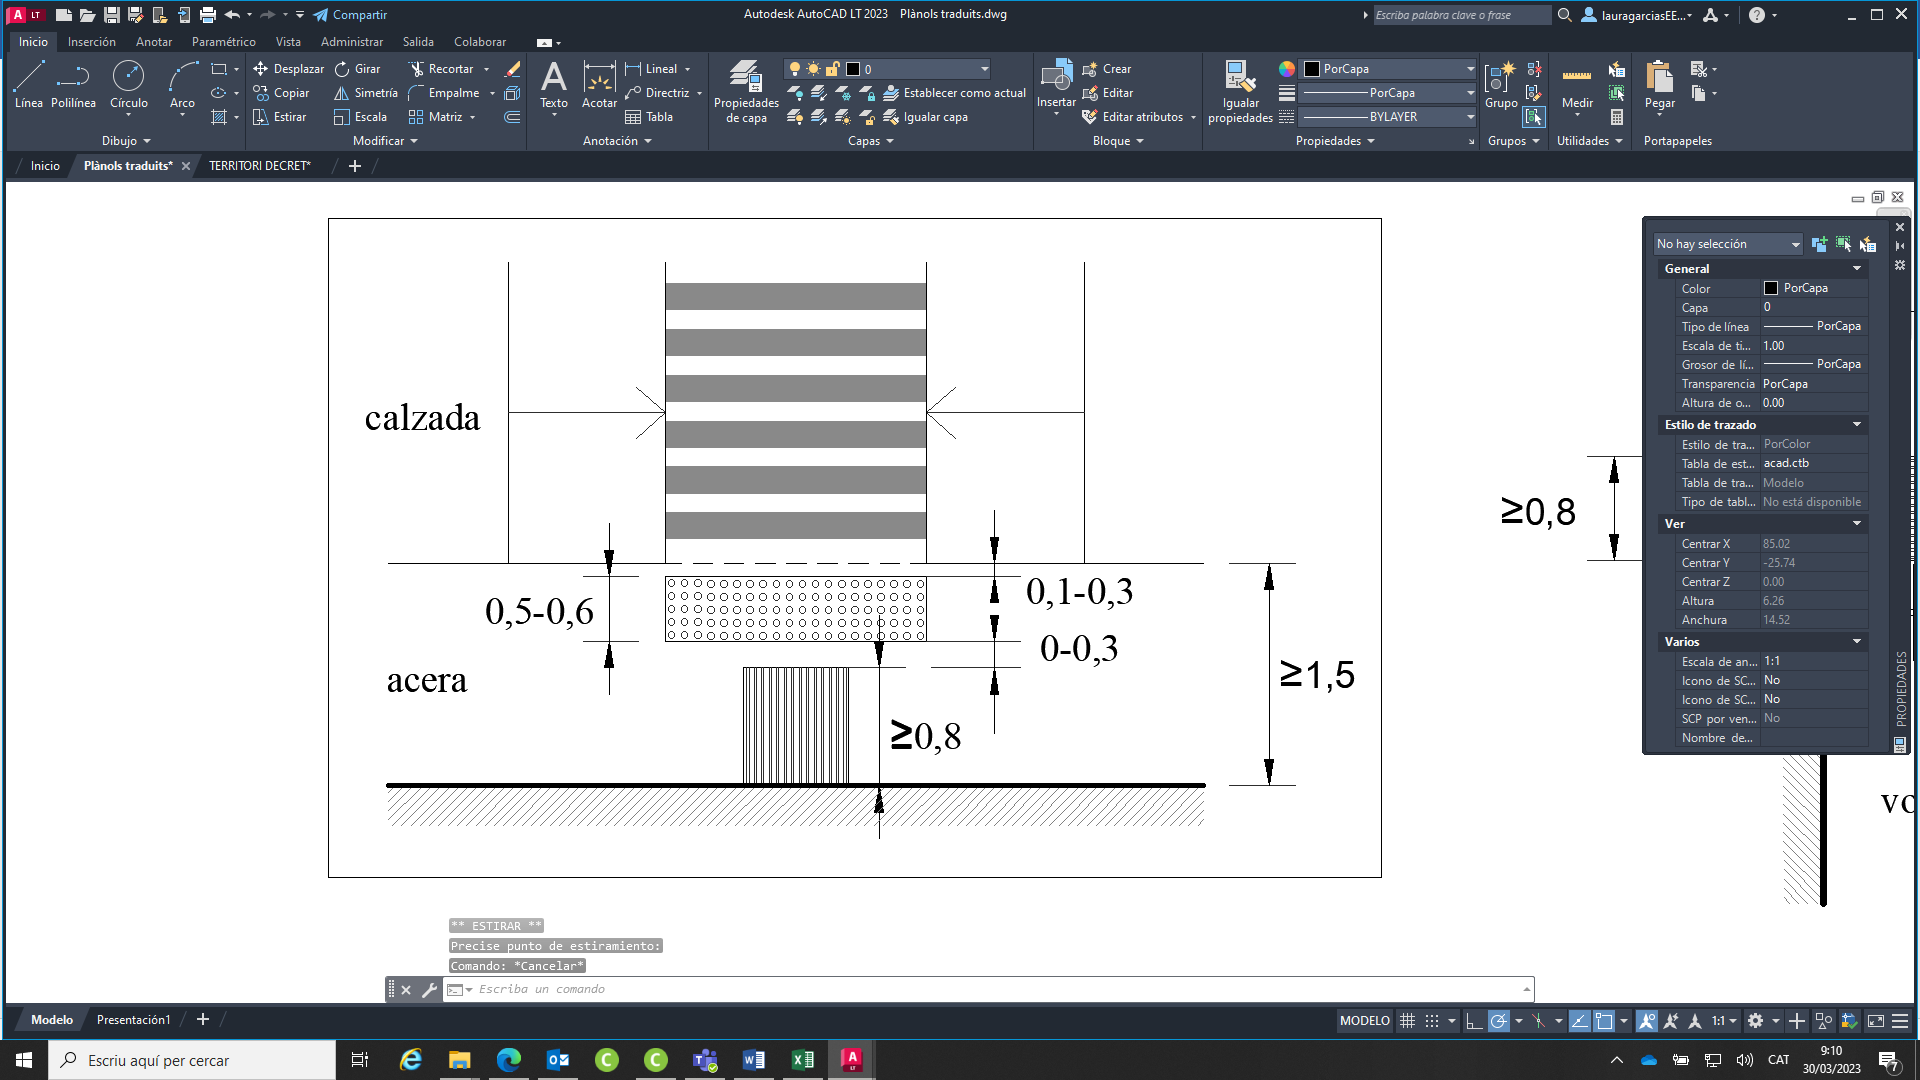 A LT Compartir Autodesk AutoCAD LT 2023 Plànols traduits.dwg Escriba palabra clave o frase lauragarciasEE...
Inicio Inserción Anotar Paramétrico Vista Administrar Salida Colaborar
Línea Polilínea Círculo Arco
Desplazar Girar Recortar
Copiar Simetría Empalme
Estirar Escala Matriz
Texto Acotar Lineal
Directriz
Tabla
Propiedades de capa
0
Establecer como actual
Igualar capa
Insertar Crear
Editar
Editar atributos
Igualar propiedades
PorCapa
PorCapa
BYLAYER
Grupo Medir Pegar
Dibujo Modificar Anotación Capas Bloque Propiedades Grupos Utilidades Portapapeles
Inicio Plànols traduits* TERRITORI DECRET*
calzada
0,5-0,6
0,1-0,3
0-0,3
acera
≥0,8
≥1,5
≥0,8
vo
No hay selección
General
Color PorCapa
Capa 0
Tipo de línea PorCapa
Escala de ti... 1.00
Grosor de lí... PorCapa
Transparencia PorCapa
Altura de o... 0.00
Estilo de trazado
Estilo de tra... PorColor
Tabla de est... acad.ctb
Tabla de tra... Modelo
Tipo de tabl... No está disponible
Ver
Centrar X 85.02
Centrar Y -25.74
Centrar Z 0.00
Altura 6.26
Anchura 14.52
Varios
Escala de an... 1:1
Icono de SC... No
Icono de SC... No
SCP por ven... No
Nombre de...
PROPIEDADES
** ESTIRAR **
Precise punto de estiramiento:
Comando: *Cancelar*
Escriba un comando
Modelo Presentación1 MODELO 1:1
Escriu aquí per cercar
CAT
9:10
30/03/2023
7